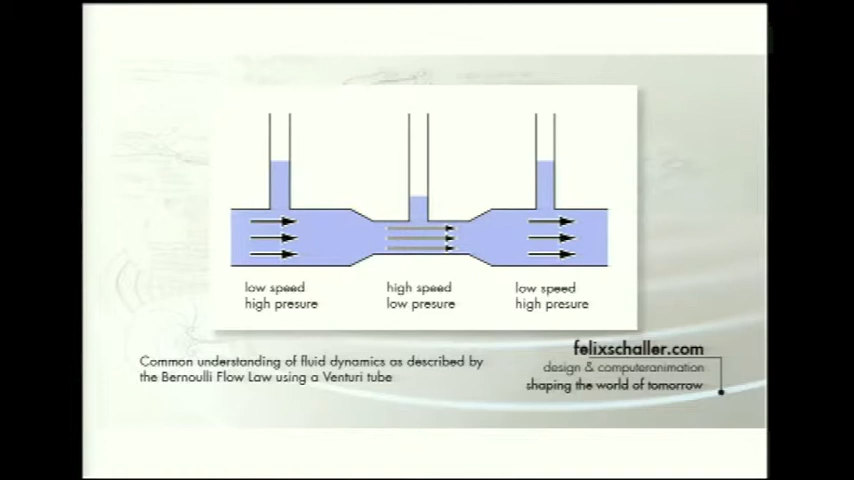 low speed
high presure
high speed
low presure
low speed
high presure
Common understanding of fluid dynamics as described by
the Bernoulli Flow Law using a Venturi tube
felixschaller.com
design & computeranimation
shaping the world of tomorrow